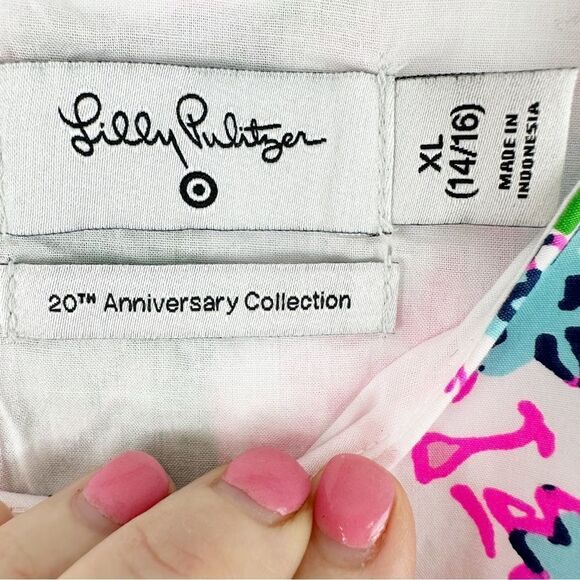 Lilly Pulitzer
20TH Anniversary Collection
XL
(14/16)
MADE IN
INDONESIA